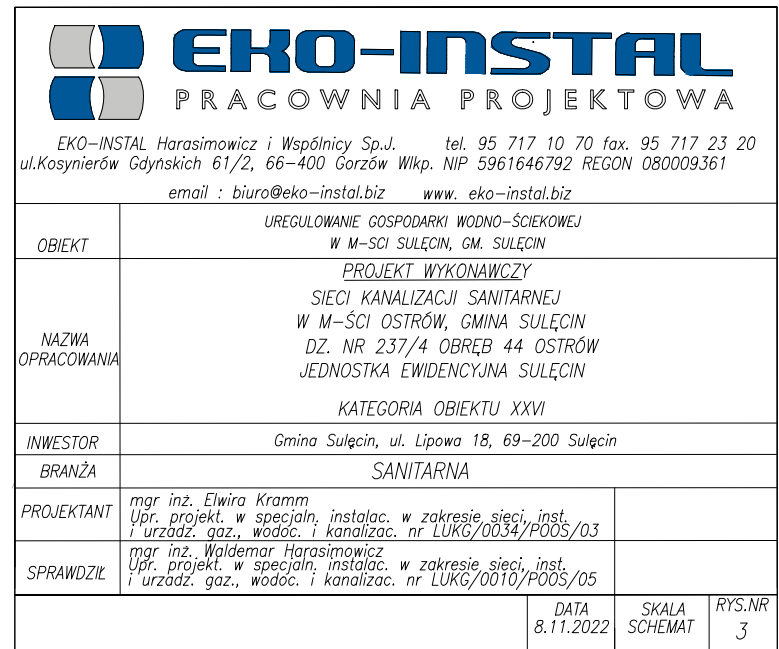 EKO-INSTAL
PRACOWNIA PROJEKTOWA
EKO-INSTAL Harasimowicz i Wspólnicy Sp.J. tel. 95 717 10 70 fax. 95 717 23 20
ul.Kosynierów Gdyńskich 61/2, 66-400 Gorzów Wlkp. NIP 5961646792 REGON 080009361
email : biuro@eko-instal.biz www. eko-instal.biz
OBIEKT
UREGULOWANIE GOSPODARKI WODNO-ŚCIEKOWEJ
W M-SCI SULĘCIN, GM. SULĘCIN
NAZWA
OPRACOWANIA
PROJEKT WYKONAWCZY
SIECI KANALIZACJI SANITARNEJ
W M-ŚCI OSTRÓW, GMINA SULĘCIN
DZ. NR 237/4 OBRĘB 44 OSTRÓW
JEDNOSTKA EWIDENCYJNA SULĘCIN
KATEGORIA OBIEKTU XXVI
INWESTOR
Gmina Sulęcin, ul. Lipowa 18, 69-200 Sulęcin
BRANŻA
SANITARNA
PROJEKTANT
mgr inż. Elwira Kramm
Upr. projekt. w specjaln. instalac. w zakresie sieci, inst.
i urządz. gaz., wodoc. i kanalizac. nr LUKG/0034/POOS/03
SPRAWDZIŁ
mgr inż. Waldemar Harasimowicz
Upr. projekt. w specjaln. instalac. w zakresie sieci, inst.
i urządz. gaz., wodoc. i kanalizac. nr LUKG/0010/POOS/05
DATA
8.11.2022
SKALA
SCHEMAT
RYS.NR
3